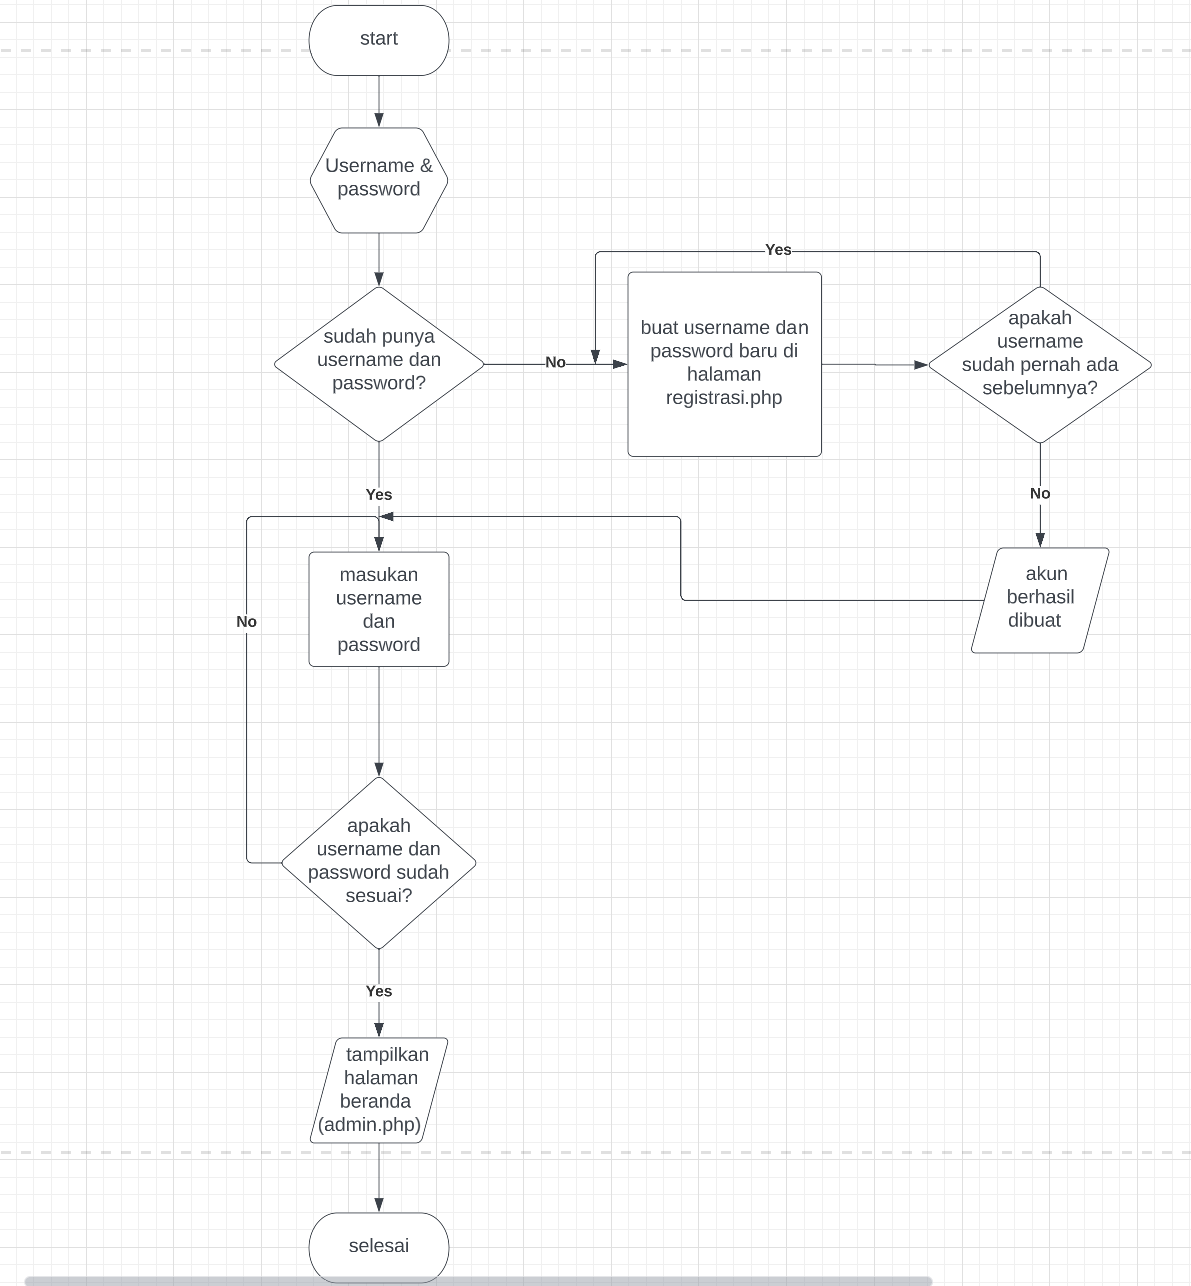 start
Username &
password
sudah punya
username dan
password?
No
Yes
buat username dan
password baru di
halaman
registrasi.php
Yes
apakah
username
sudah pernah ada
sebelumnya?
No
akun
berhasil
dibuat
masukan
username
dan
password
No
apakah
username dan
password sudah
sesuai?
Yes
tampilkan
halaman
beranda
(admin.php)
selesai